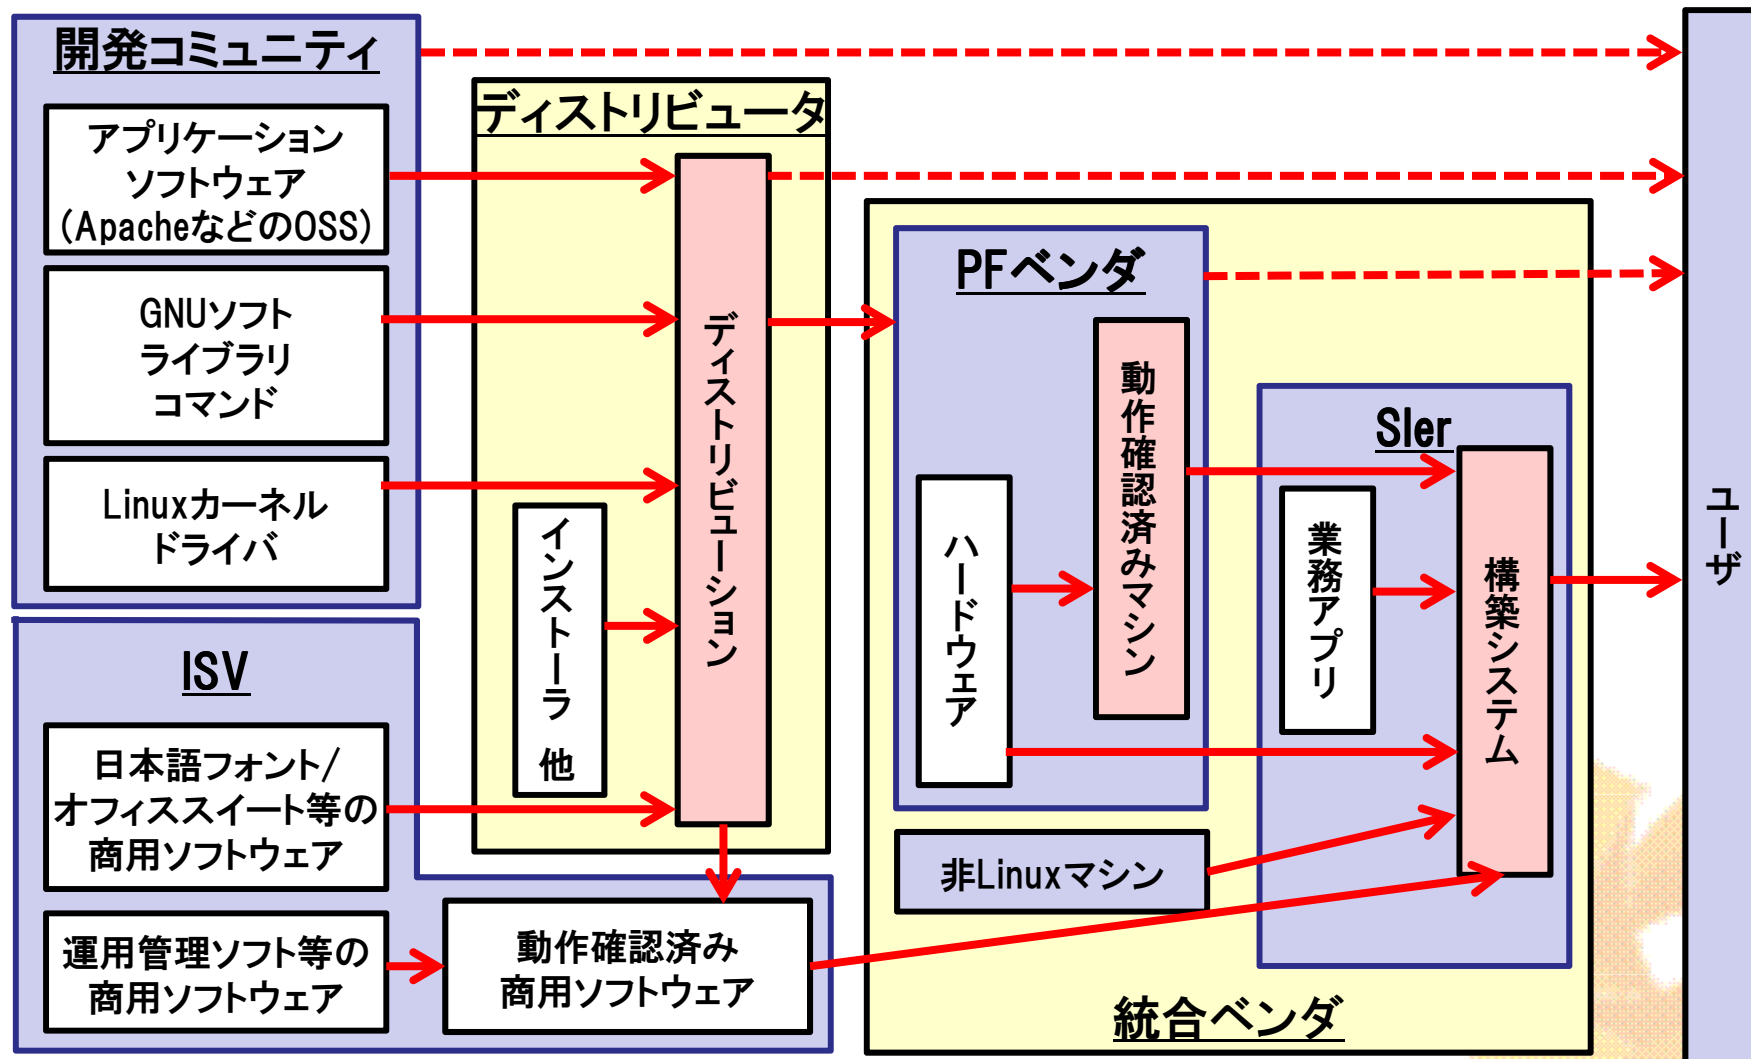 開発コミュニティ
アプリケーション
ソフトウェア
(ApacheなどのOSS)
GNUソフト
ライブラリ
コマンド
Linuxカーネル
ドライバ
ISV
日本語フォント/
オフィススイート等の
商用ソフトウェア
運用管理ソフト等の
商用ソフトウェア
動作確認済み
商用ソフトウェア
ディストリビュータ
インストーラ 他
ディストリビューション
PFベンダ
ハードウェア
動作確認済みマシン
非Linuxマシン
SIer
業務アプリ
構築システム
統合ベンダ
ユーザ